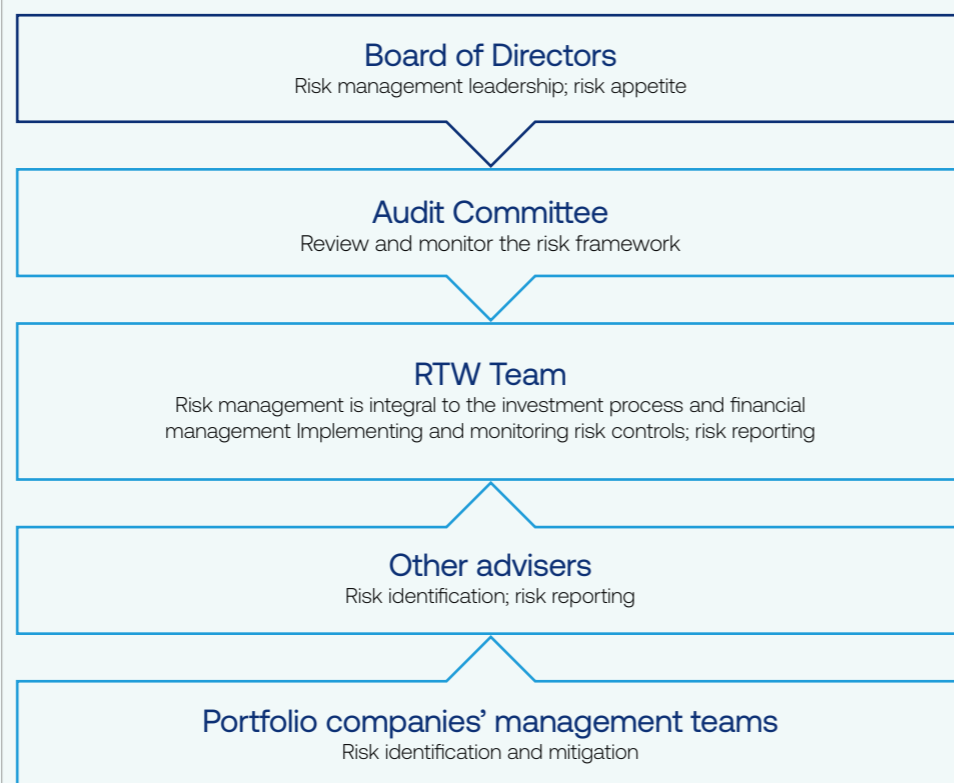 Board of Directors
Risk management leadership; risk appetite
Audit Committee
Review and monitor the risk framework
RTW Team
Risk management is integral to the investment process and financial
management Implementing and monitoring risk controls; risk reporting
Other advisers
Risk identification; risk reporting
Portfolio companies’ management teams
Risk identification and mitigation